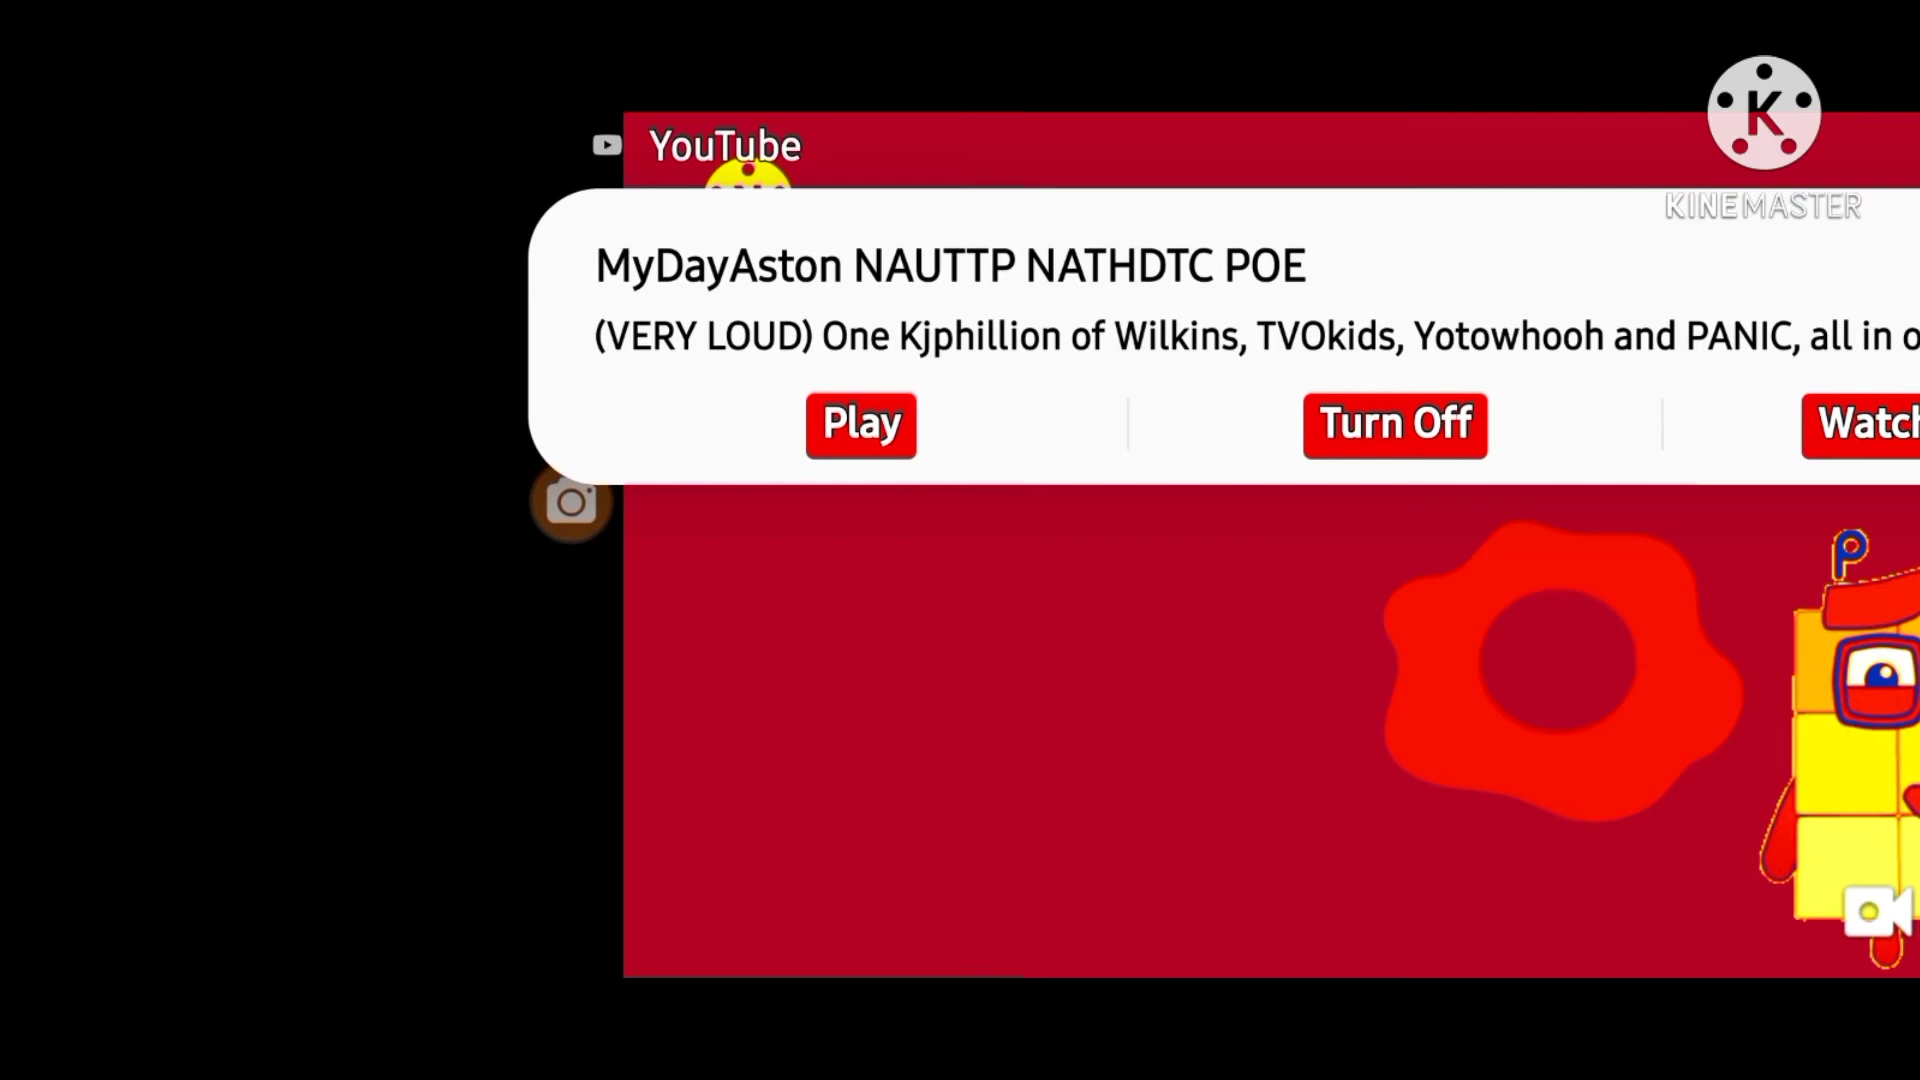 K
KINEMASTER
YouTube
MyDayAston NAUTTP NATHDTC POE
(VERY LOUD) One Kjphillion of Wilkins, TVOkids, Yotowhooh and PANIC, all in o
Play
Turn Off
Watch